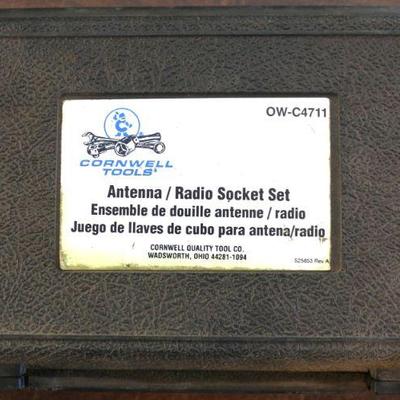 OW-C4711
CORNWELL
TOOLS
Antenna / Radio Socket Set
Ensemble de douille antenne / radio
Juego de llaves de cubo para antena/radio
CORNWELL QUALITY TOOL CO.
WADSWORTH, OHIO 44281-1094
525853 Rev A